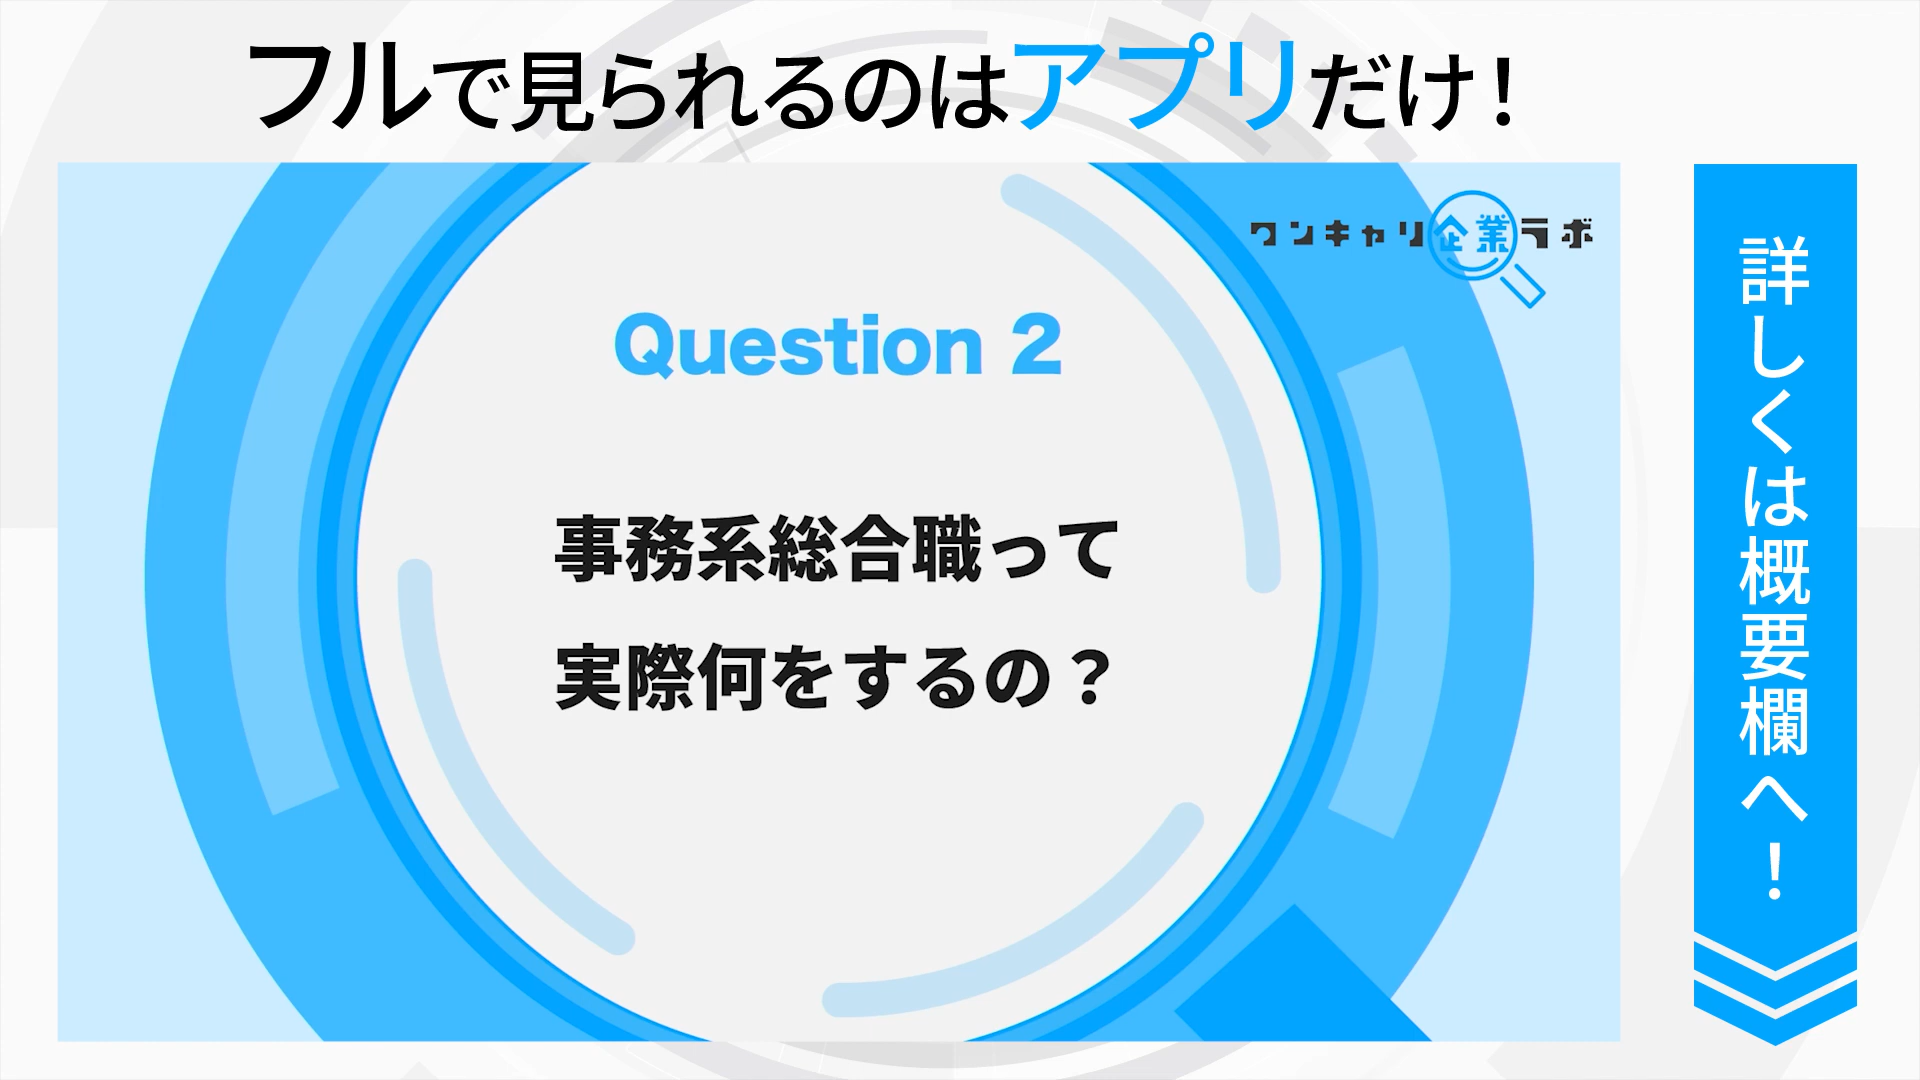 フルで見られるのはアプリだけ!
ワンキャリ企業ラボ
Question 2
事務系総合職って
実際何をするの？
詳しくは概要欄へ!